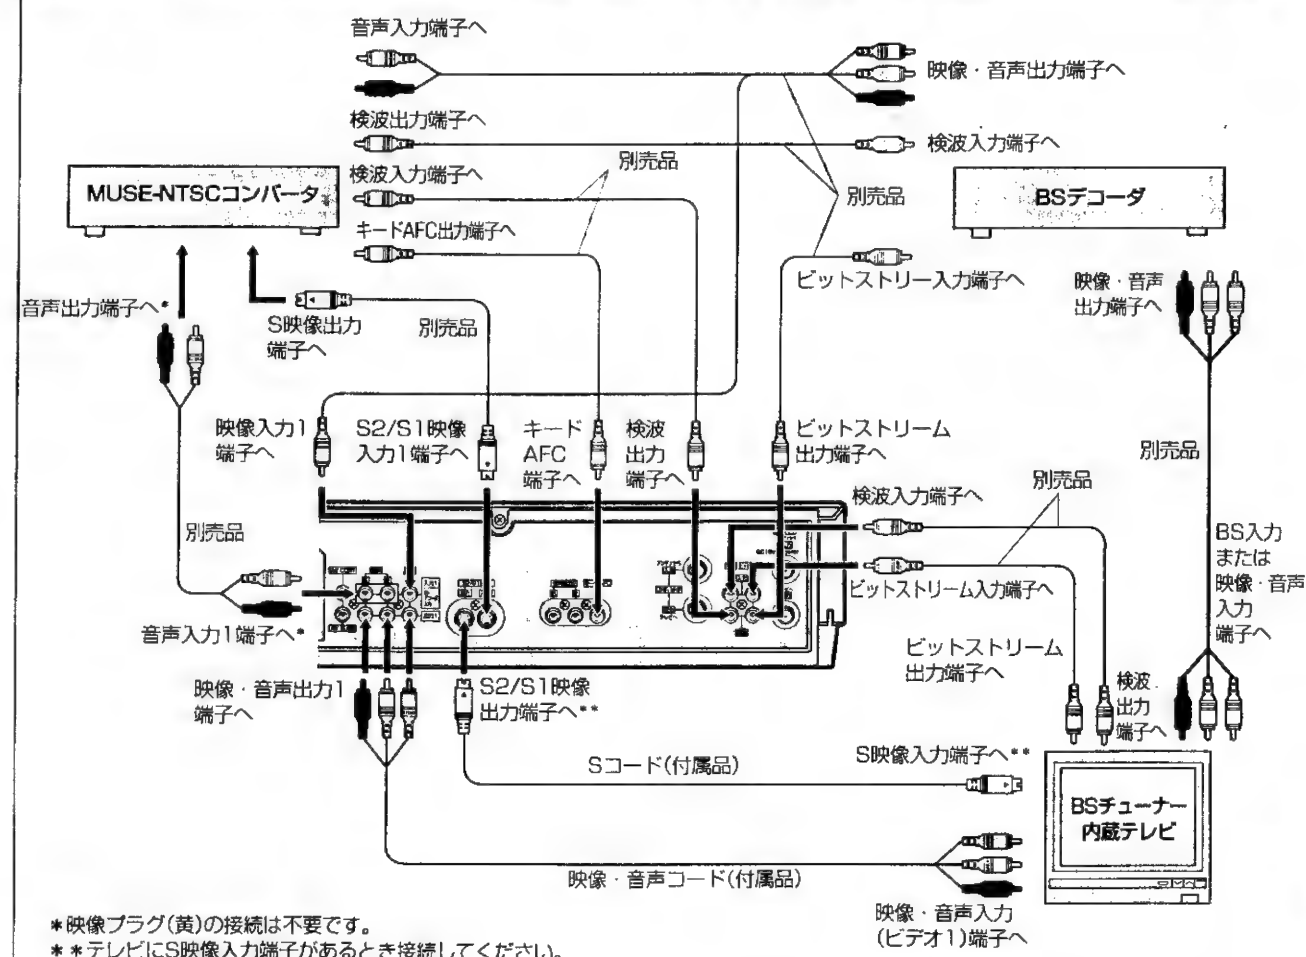 音声入力端子へ
映像・音声出力端子へ
検波出力端子へ
検波入力端子へ
別売品
検波入力端子へ
MUSE-NTSCコンバータ
別売品
BSデコーダ
キードAFC出力端子へ
ビットストリー入力端子へ
映像・音声
出力端子へ
音声出力端子へ*
S映像出力
端子へ
別売品
映像入力1
端子へ
S2/S1映像
入力1端子へ
キード
AFC
端子へ
検波
出力
端子へ
ビットストリーム
出力端子へ
別売品
検波入力端子へ
別売品
別売品
BS入力
または
映像・音声
入力
端子へ
ビットストリーム入力端子へ
音声入力1端子へ*
ビットストリーム
出力端子へ
検波
出力
端子へ
映像・音声出力1
端子へ
S2/S1映像
出力端子へ**
Sコード(付属品)
S映像入力端子へ**
BSチューナー
内蔵テレビ
映像・音声コード(付属品)
映像・音声入力
(ビデオ1)端子へ
*映像プラグ(黄)の接続は不要です。
**テレビにS映像入力端子があるとき接続してください。